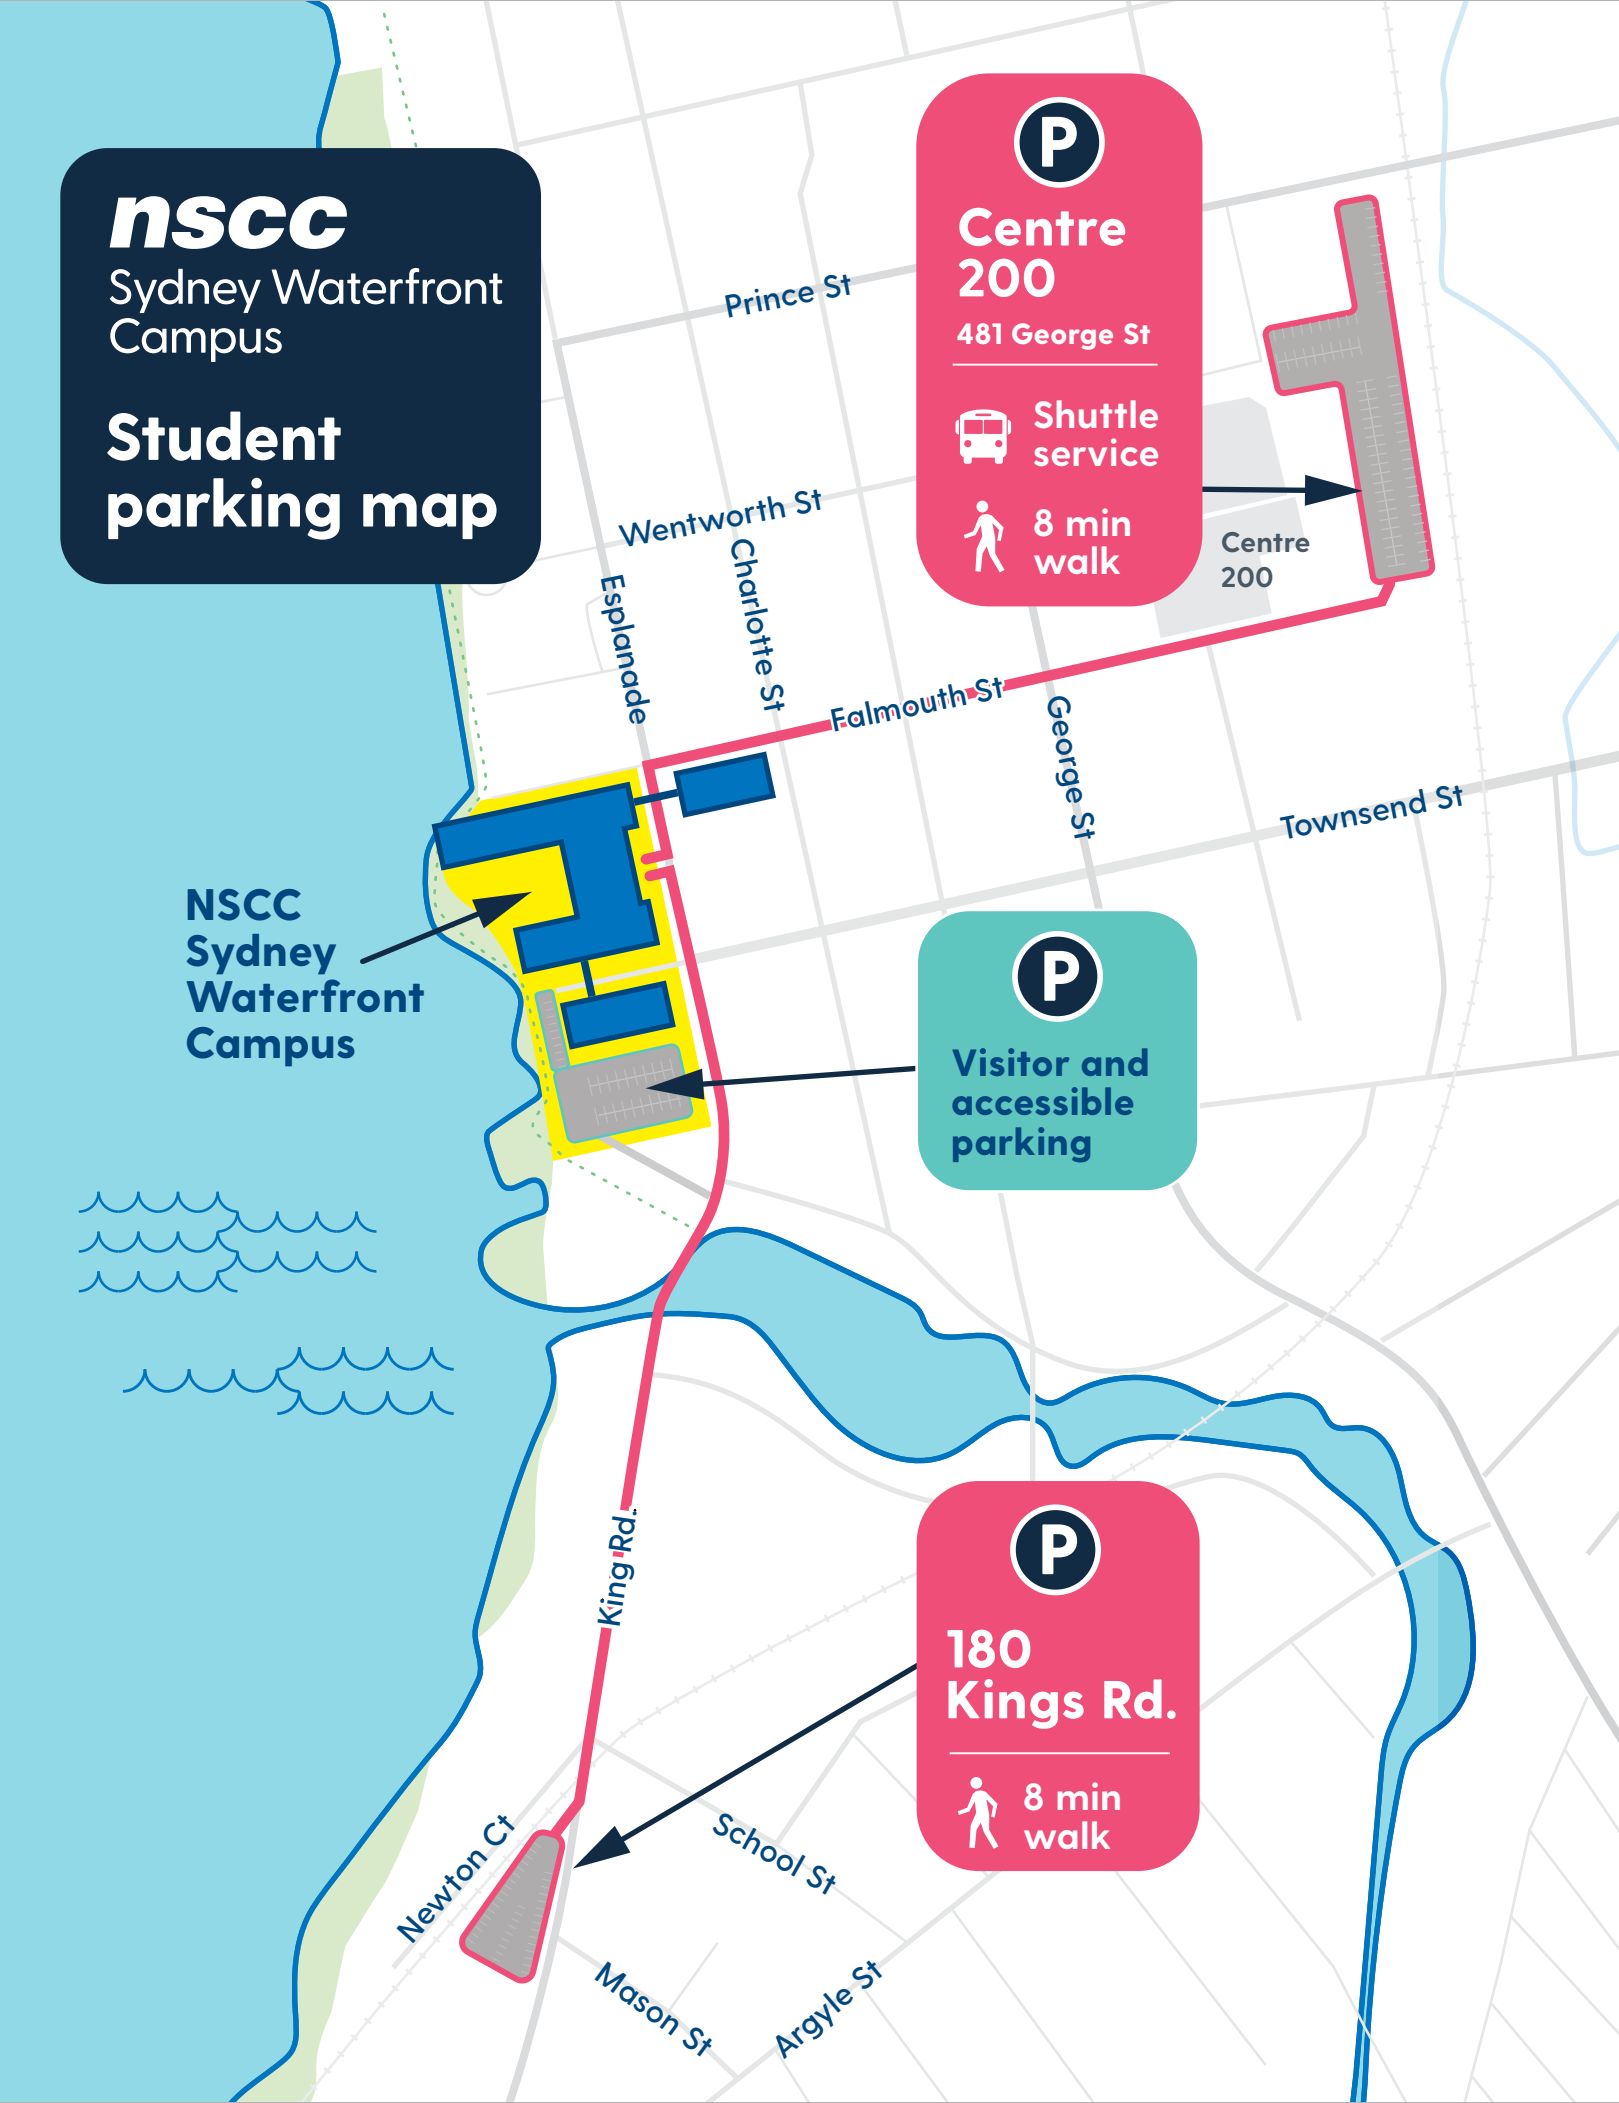 nscc
Sydney Waterfront
Campus
Student
parking map
P
Centre
200
481 George St
Shuttle
service
8 min
walk
Prince St
Wentworth St
Esplanade
Charlotte St
Centre
200
Falmouth St
George St
Townsend St
NSCC
Sydney
Waterfront
Campus
P
Visitor and
accessible
parking
P
180
Kings Rd.
8 min
walk
King Rd.
Newton Ct
School St
Mason St
Argyle St